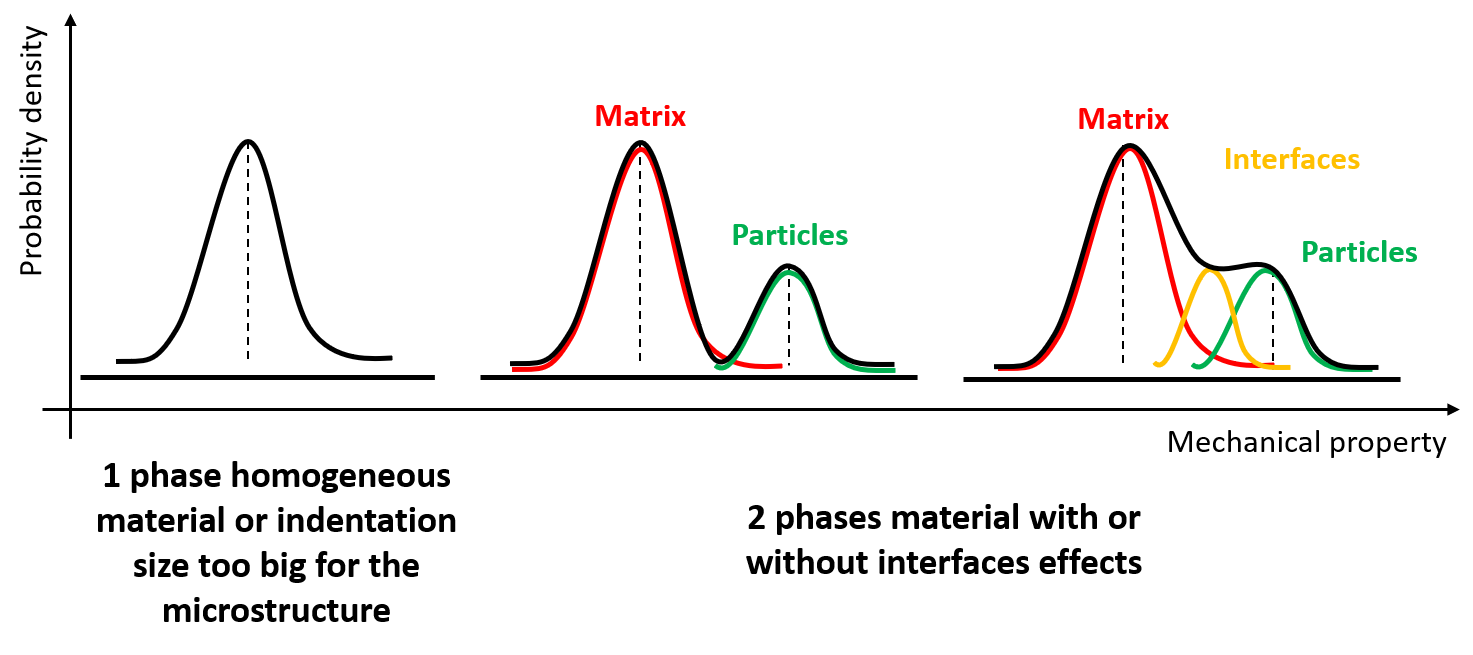 Probability density
Matrix
Particles
Matrix
Interfaces
Particles
Mechanical property
1 phase homogeneous
material or indentation
size too big for the
microstructure
2 phases material with or
without interfaces effects